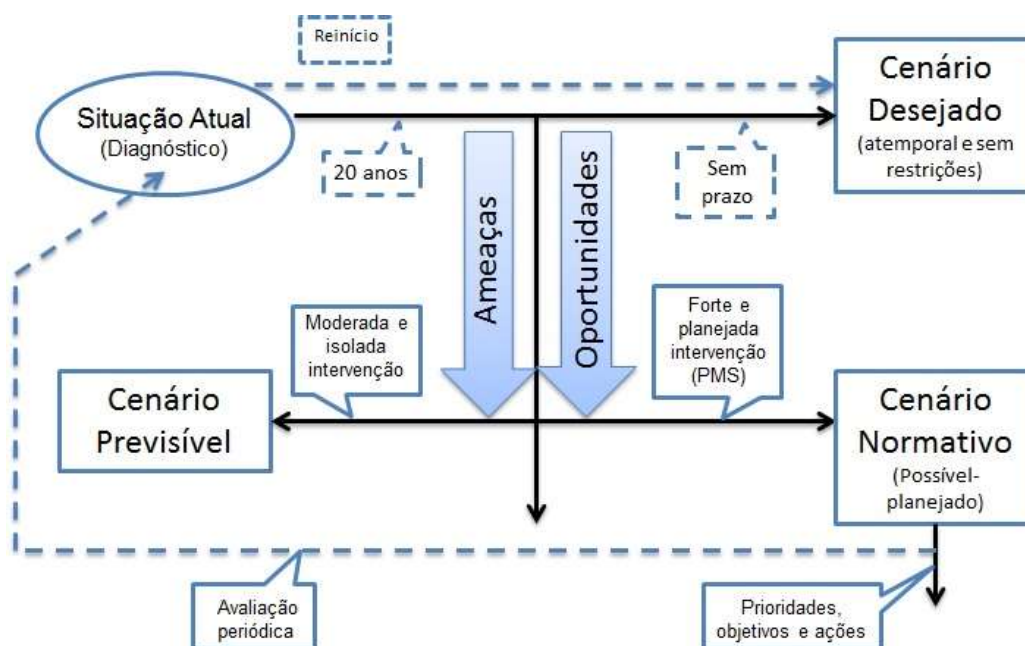 Reinício
Situação Atual
(Diagnóstico)
20 anos
Sem
prazo
Cenário
Desejado
(atemporal e sem
restrições)
Ameaças
Oportunidades
Moderada e
isolada
intervenção
Forte e
planejada
intervenção
(PMS)
Cenário
Previsível
Cenário
Normativo
(Possível-
planejado)
Avaliação
periódica
Prioridades,
objetivos e ações